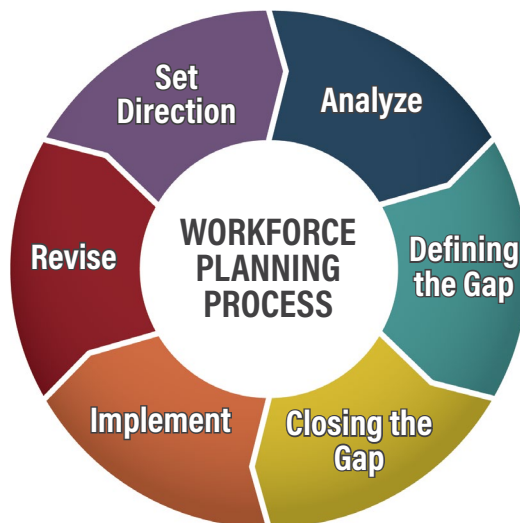 Set
Direction
Analyze
Defining
the Gap
Closing the
Gap
Implement
Revise
WORKFORCE
PLANNING
PROCESS